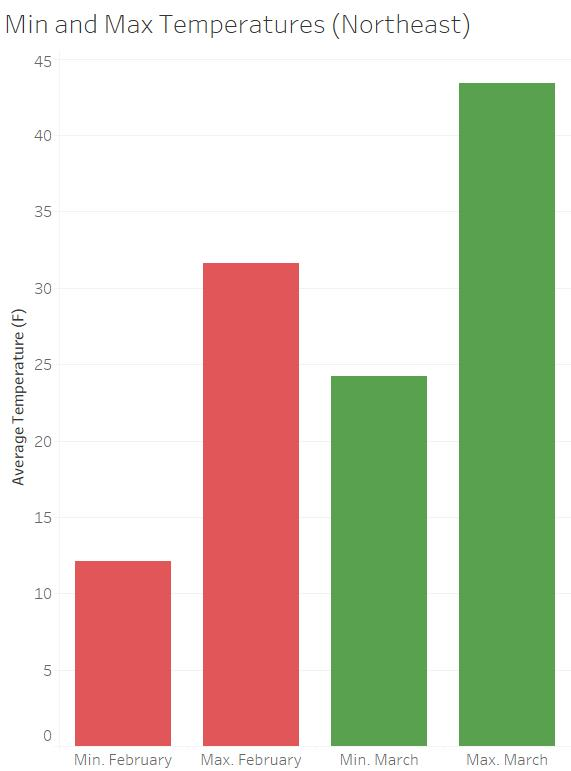 Min and Max Temperatures (Northeast)
45
40
35
30
25
20
15
10
5
0
Average Temperature (F)
Min. February
Max. February
Min. March
Max. March